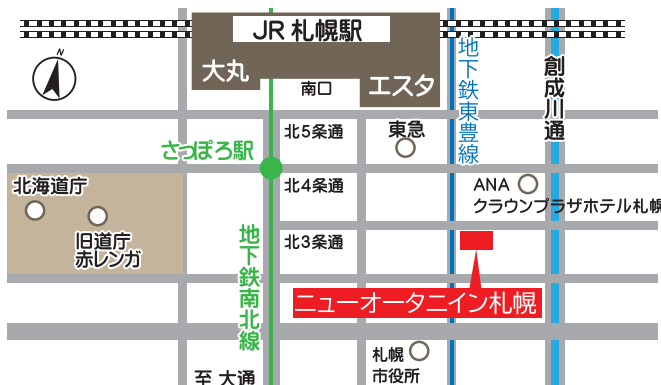 JR 札幌駅
N
大丸
エスタ
南口
地下鉄東豊線
創成川通
北5条通
東急
さっぽろ駅
北4条通
ANA
クラウンプラザホテル札幌
北海道庁
旧道庁
赤レンガ
地下鉄南北線
北3条通
ニューオータニイン札幌
札幌
市役所
至 大通